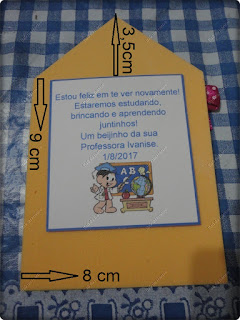 3,5cm
Estou feliz em te ver novamente!
Estaremos estudando,
brincando e aprendendo
juntinhos!
Um beijinho da sua
Professora Ivanise.
1/8/2017
9 cm
A B
C
8 cm